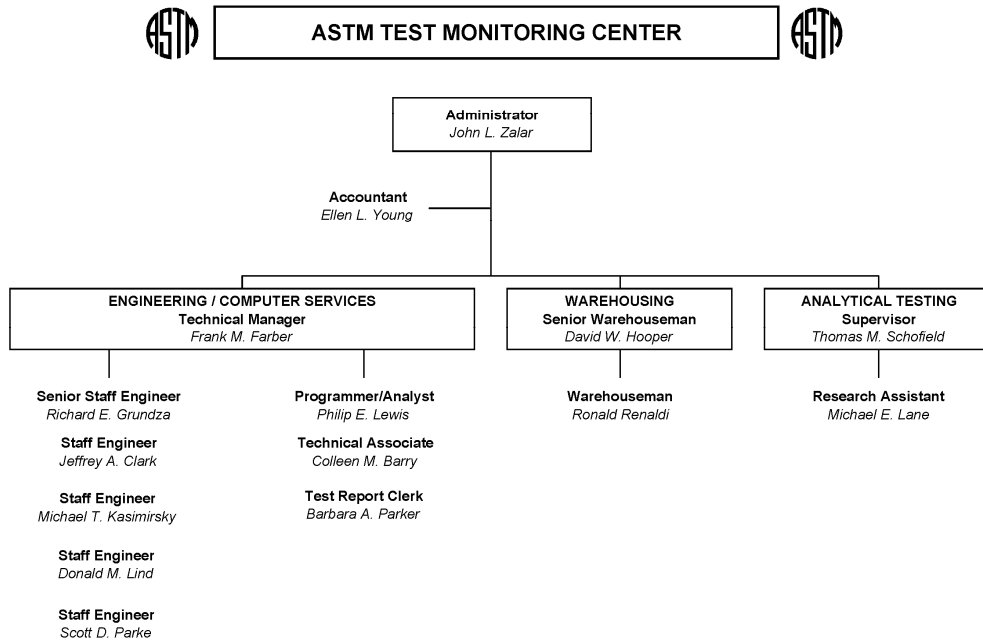 ASTM
ASTM TEST MONITORING CENTER
ASTM
Administrator
John L. Zalar
Accountant
Ellen L. Young
ENGINEERING / COMPUTER SERVICES
Technical Manager
Frank M. Farber
WAREHOUSING
Senior Warehouseman
David W. Hooper
ANALYTICAL TESTING
Supervisor
Thomas M. Schofield
Senior Staff Engineer
Richard E. Grundza
Staff Engineer
Jeffrey A. Clark
Staff Engineer
Michael T. Kasimirsky
Staff Engineer
Donald M. Lind
Staff Engineer
Scott D. Parke
Programmer/Analyst
Philip E. Lewis
Technical Associate
Colleen M. Barry
Test Report Clerk
Barbara A. Parker
Warehouseman
Ronald Renaldi
Research Assistant
Michael E. Lane